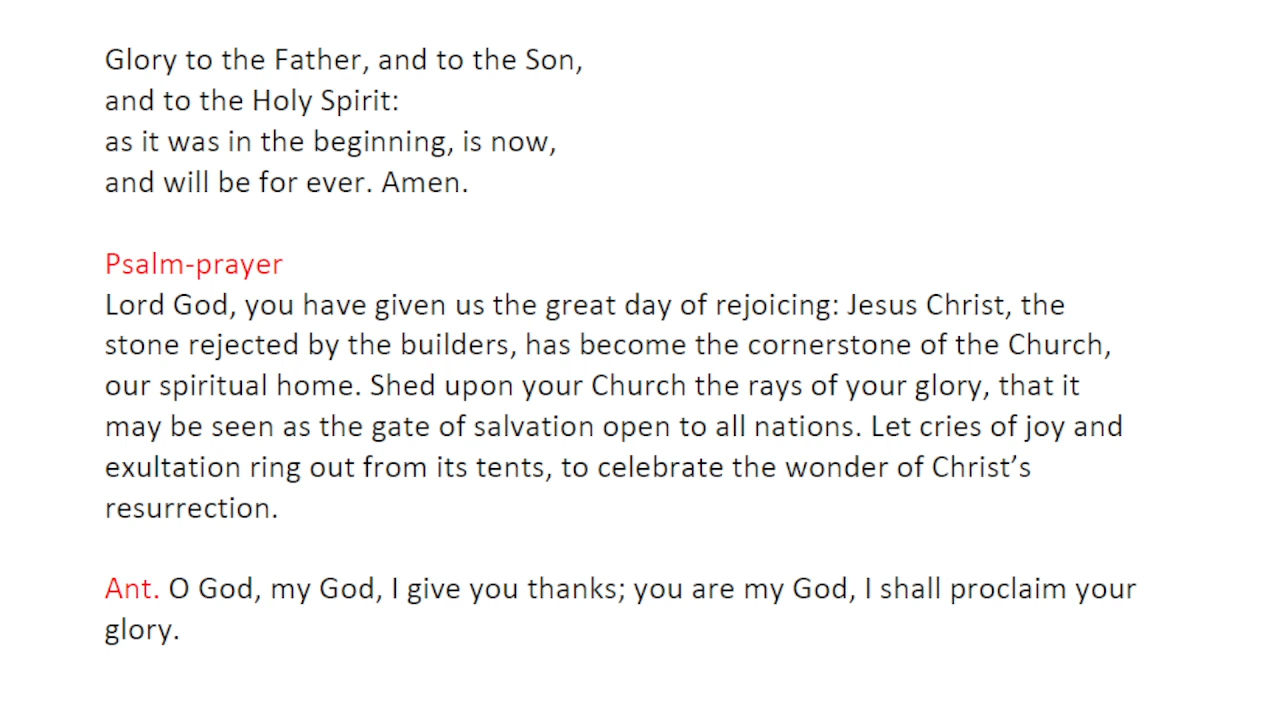 Glory to the Father, and to the Son,
and to the Holy Spirit:
as it was in the beginning, is now,
and will be for ever. Amen.
Psalm-prayer
Lord God, you have given us the great day of rejoicing: Jesus Christ, the
stone rejected by the builders, has become the cornerstone of the Church,
our spiritual home. Shed upon your Church the rays of your glory, that it
may be seen as the gate of salvation open to all nations. Let cries of joy and
exultation ring out from its tents, to celebrate the wonder of Christ’s
resurrection.
Ant. O God, my God, I give you thanks; you are my God, I shall proclaim your
glory.